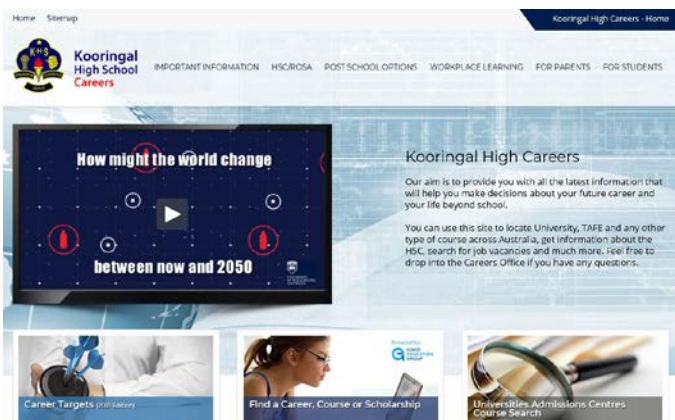 Home Sitemap
Kooringal High Careers - Home
KHS
Kooringal
High School
Careers
IMPORTANT INFORMATION HSC/ROSA POST SCHOOL OPTIONS WORKPLACE LEARNING FOR PARENTS FOR STUDENTS
How might the world change
between now and 2050
Kooringal High Careers
Our aim is to provide you with all the latest information that
will help you make decisions about your future career and
your life beyond school.
You can use this site to locate University, TAFE and any other
type of course across Australia, get information about the
HSC, search for job vacancies and much more. Feel free to
drop into the Careers Office if you have any questions.
Career Targets
Powered by:
GOOD
EDUCATION
GROUP
Find a Career, Course or Scholarship
Universities Admissions Centres
Course Search